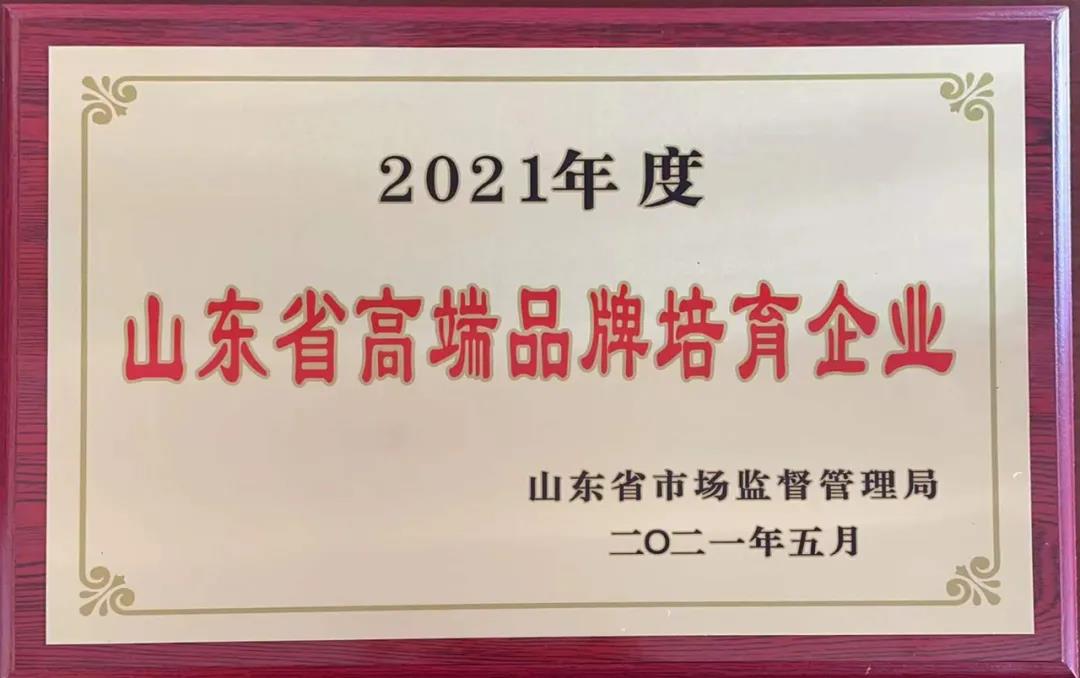 2021年度
山东省高端品牌培育企业
山东省市场监督管理局
二〇二一年五月